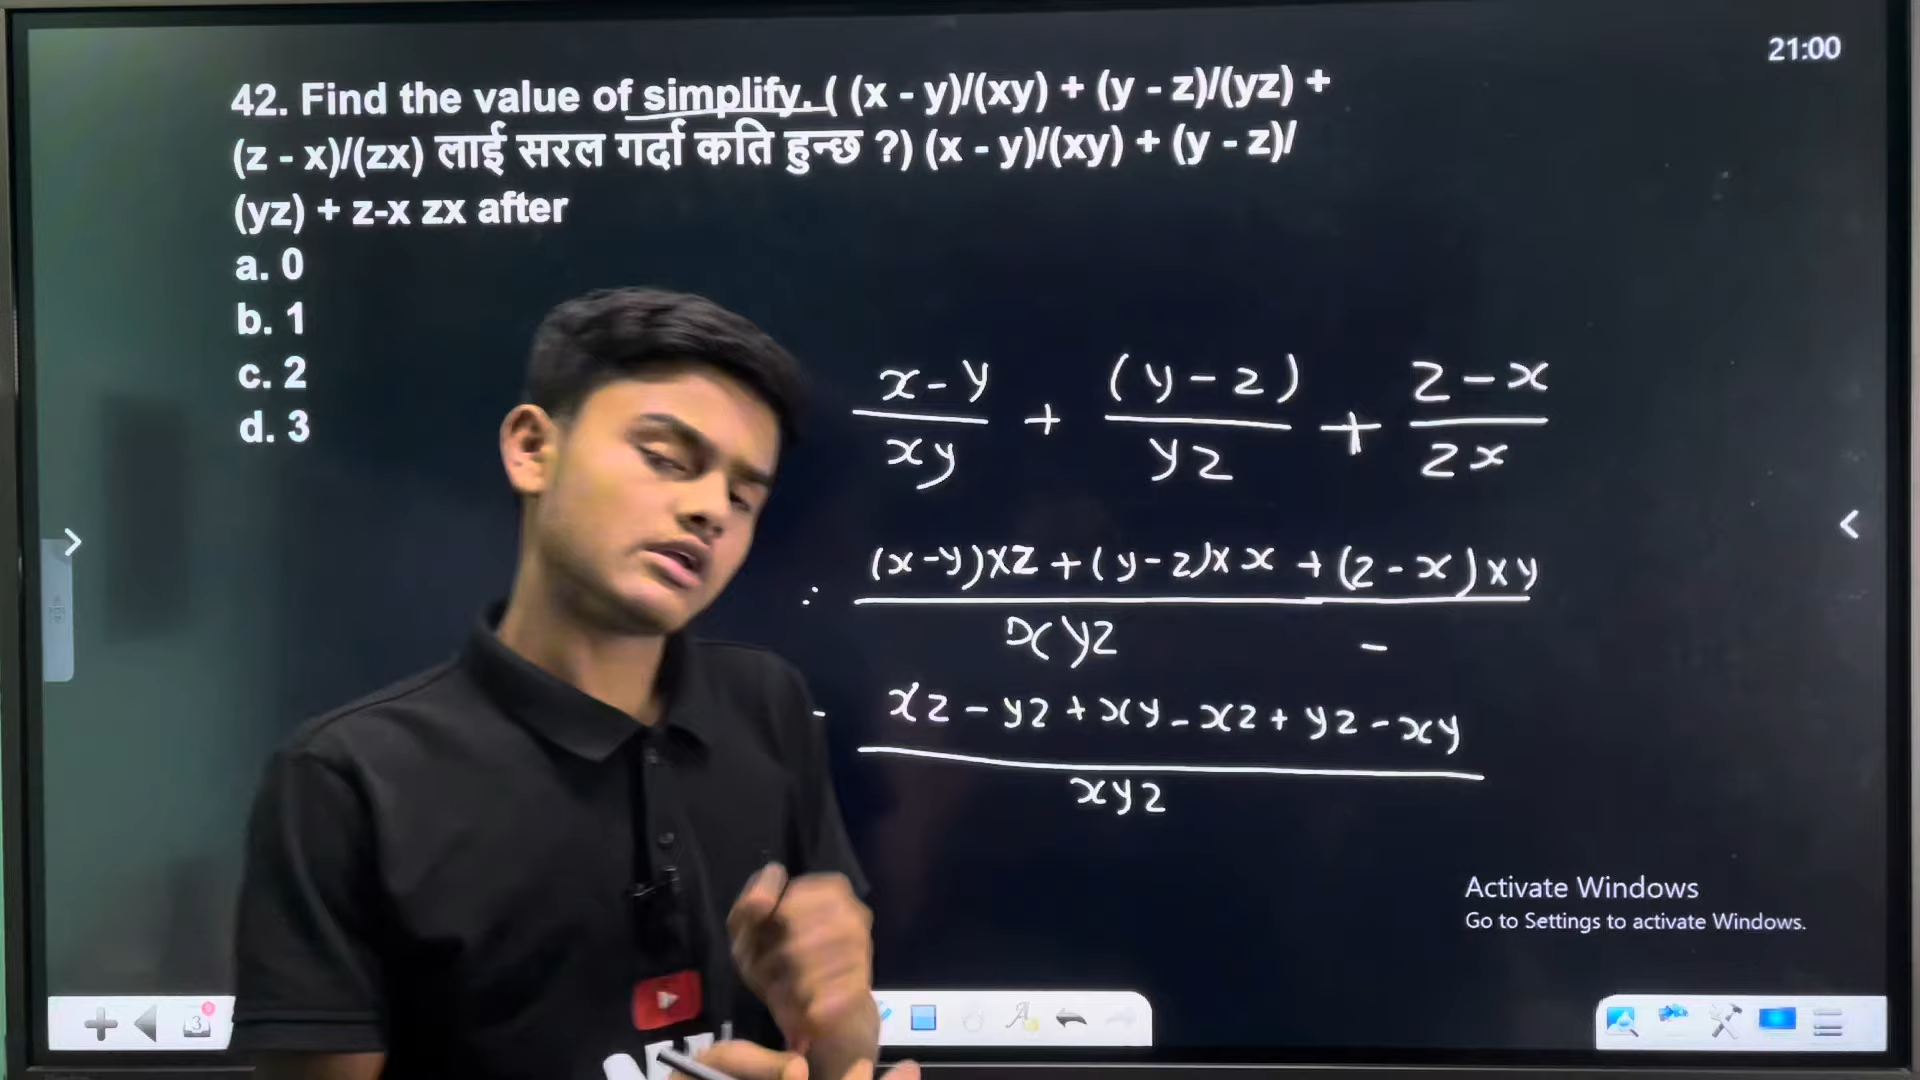 21:00
42. Find the value of simplify. ( (x - y)/(xy) + (y - z)/(yz) +
(z - x)/(zx) लाई सरल गर्दा कति हुन्छ ?) (x - y)/(xy) + (y - z)/
(yz) + z-x zx after
a. 0
b. 1
c. 2
d. 3
x-y/xy + (y-z)/yz + z-x/zx
(x-y)×z + (y-z)×x + (z-x)×y
xyz
xz - yz + xy - xz + yz - xy
xyz
Activate Windows
Go to Settings to activate Windows.
3